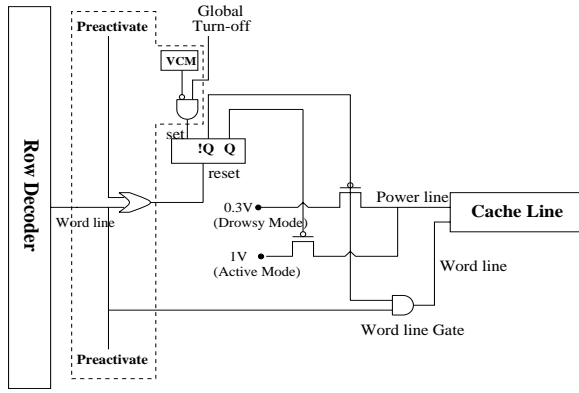 Global
Turn-off
Preactivate
VCM
set
!Q Q
reset
Row Decoder
Word line
0.3V
(Drowsy Mode)
Power line
Cache Line
1V
(Active Mode)
Word line
Word line Gate
Preactivate